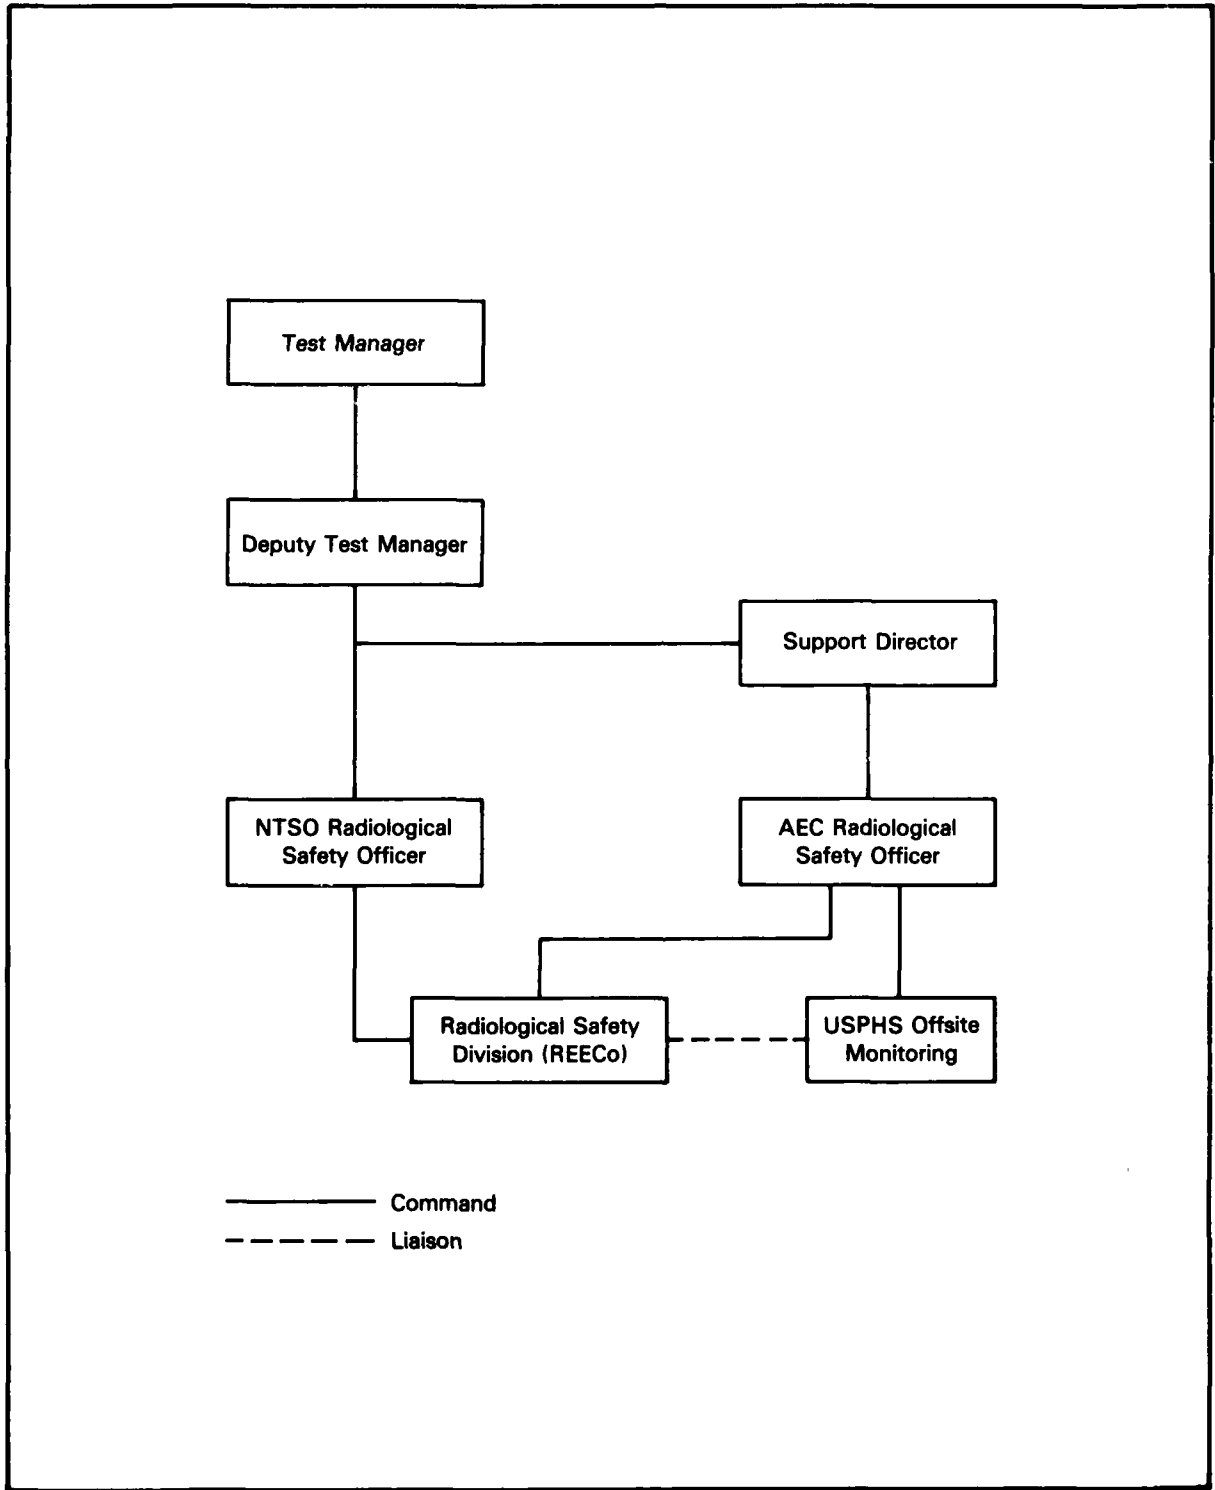 Test Manager
Deputy Test Manager
Support Director
NTSO Radiological
Safety Officer
AEC Radiological
Safety Officer
Radiological Safety
Division (REECo)
USPHS Offsite
Monitoring
Command
Liaison